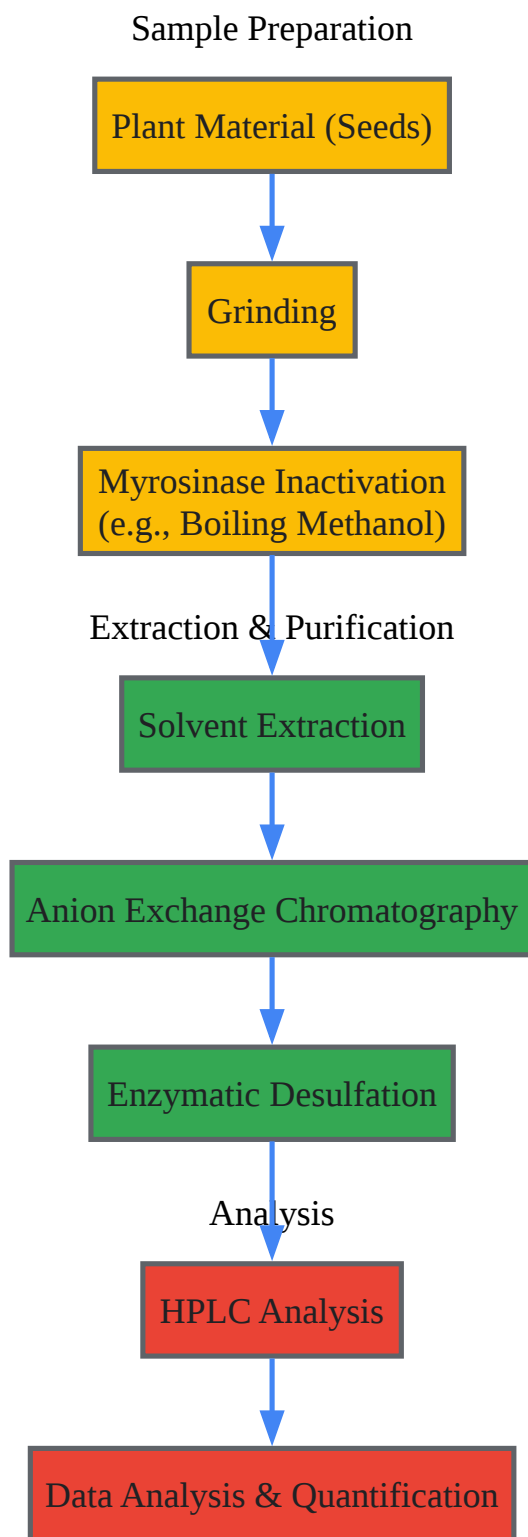 Sample Preparation
Plant Material (Seeds)
Grinding
Myrosinase Inactivation
(e.g., Boiling Methanol)
Extraction & Purification
Solvent Extraction
Anion Exchange Chromatography
Enzymatic Desulfation
Analysis
HPLC Analysis
Data Analysis & Quantification